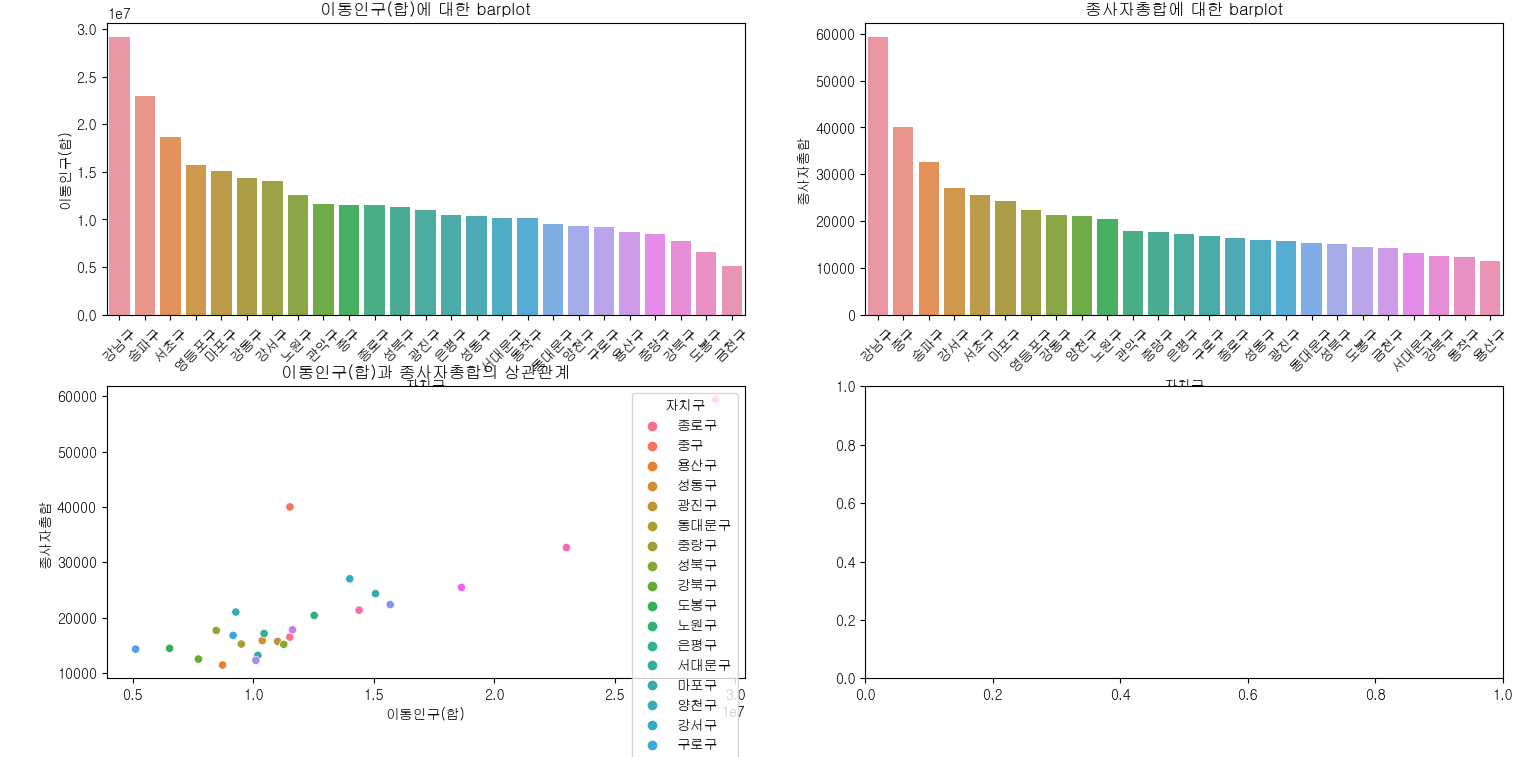 이동인구(합)에 대한 barplot
1e7
3.0
2.5
2.0
1.5
1.0
0.5
0.0
이동인구(합)
강남구 송파구 서초구 영등포구 마포구 강동구 강서구 노원구 관악구 중구 종로구 성북구 광진구 은평구 성동구 서대문구 동작구 동대문구 양천구 구로구 용산구 중랑구 강북구 도봉구 금천구
자치구
종사자총합에 대한 barplot
60000
50000
40000
30000
20000
10000
0
종사자총합
강남구 중구 송파구 강서구 서초구 마포구 영등포구 강동구 양천구 노원구 관악구 중랑구 은평구 구로구 종로구 성동구 광진구 동대문구 성북구 도봉구 금천구 서대문구 강북구 동작구 용산구
자치구
이동인구(합)과 종사자총합의 상관관계
60000
50000
40000
30000
20000
10000
종사자총합
0.5 1.0 1.5 2.0 2.5 3.0
1e7
이동인구(합)
자치구
종로구
중구
용산구
성동구
광진구
동대문구
중랑구
성북구
강북구
도봉구
노원구
은평구
서대문구
마포구
양천구
강서구
구로구
1.0
0.8
0.6
0.4
0.2
0.0
0.0 0.2 0.4 0.6 0.8 1.0